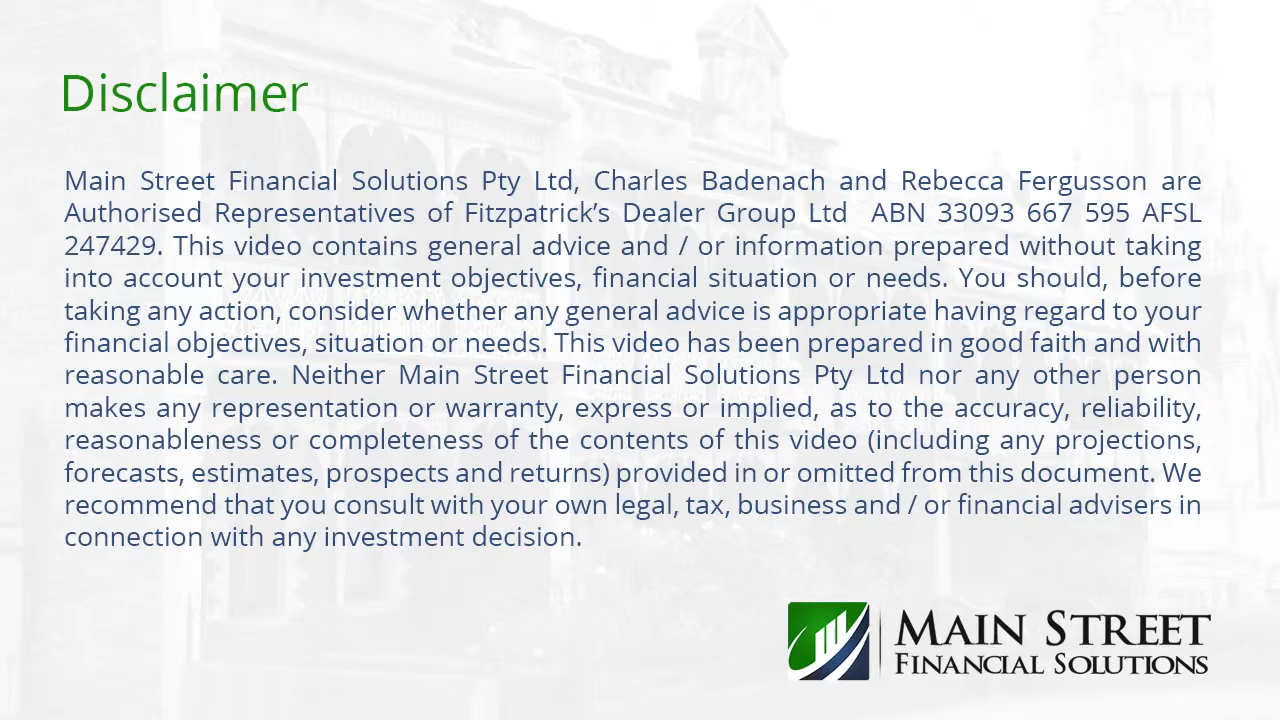 Disclaimer
Main Street Financial Solutions Pty Ltd, Charles Badenach and Rebecca Fergusson are
Authorised Representatives of Fitzpatrick’s Dealer Group Ltd  ABN 33093 667 595 AFSL
247429. This video contains general advice and / or information prepared without taking
into account your investment objectives, financial situation or needs. You should, before
taking any action, consider whether any general advice is appropriate having regard to your
financial objectives, situation or needs. This video has been prepared in good faith and with
reasonable care. Neither Main Street Financial Solutions Pty Ltd nor any other person
makes any representation or warranty, express or implied, as to the accuracy, reliability,
reasonableness or completeness of the contents of this video (including any projections,
forecasts, estimates, prospects and returns) provided in or omitted from this document. We
recommend that you consult with your own legal, tax, business and / or financial advisers in
connection with any investment decision.
MAIN STREET
FINANCIAL SOLUTIONS